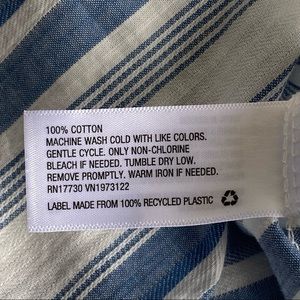 100% COTTON
MACHINE WASH COLD WITH LIKE COLORS.
GENTLE CYCLE. ONLY NON-CHLORINE
BLEACH IF NEEDED. TUMBLE DRY LOW.
REMOVE PROMPTLY. WARM IRON IF NEEDED.
RN17730 VN1973122
LABEL MADE FROM 100% RECYCLED PLASTIC